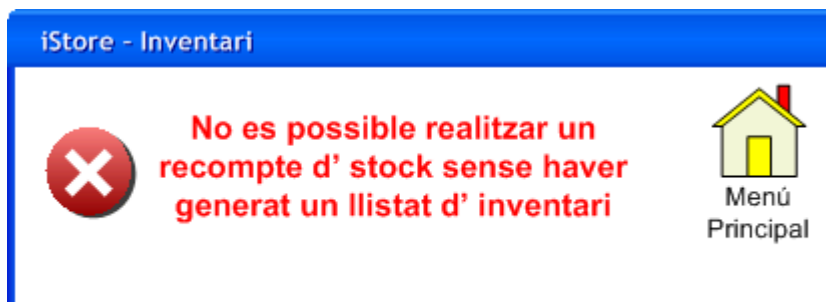 iStore - Inventari
No es possible realitzar un
recompte d' stock sense haver
generat un llistat d' inventari
Menú
Principal